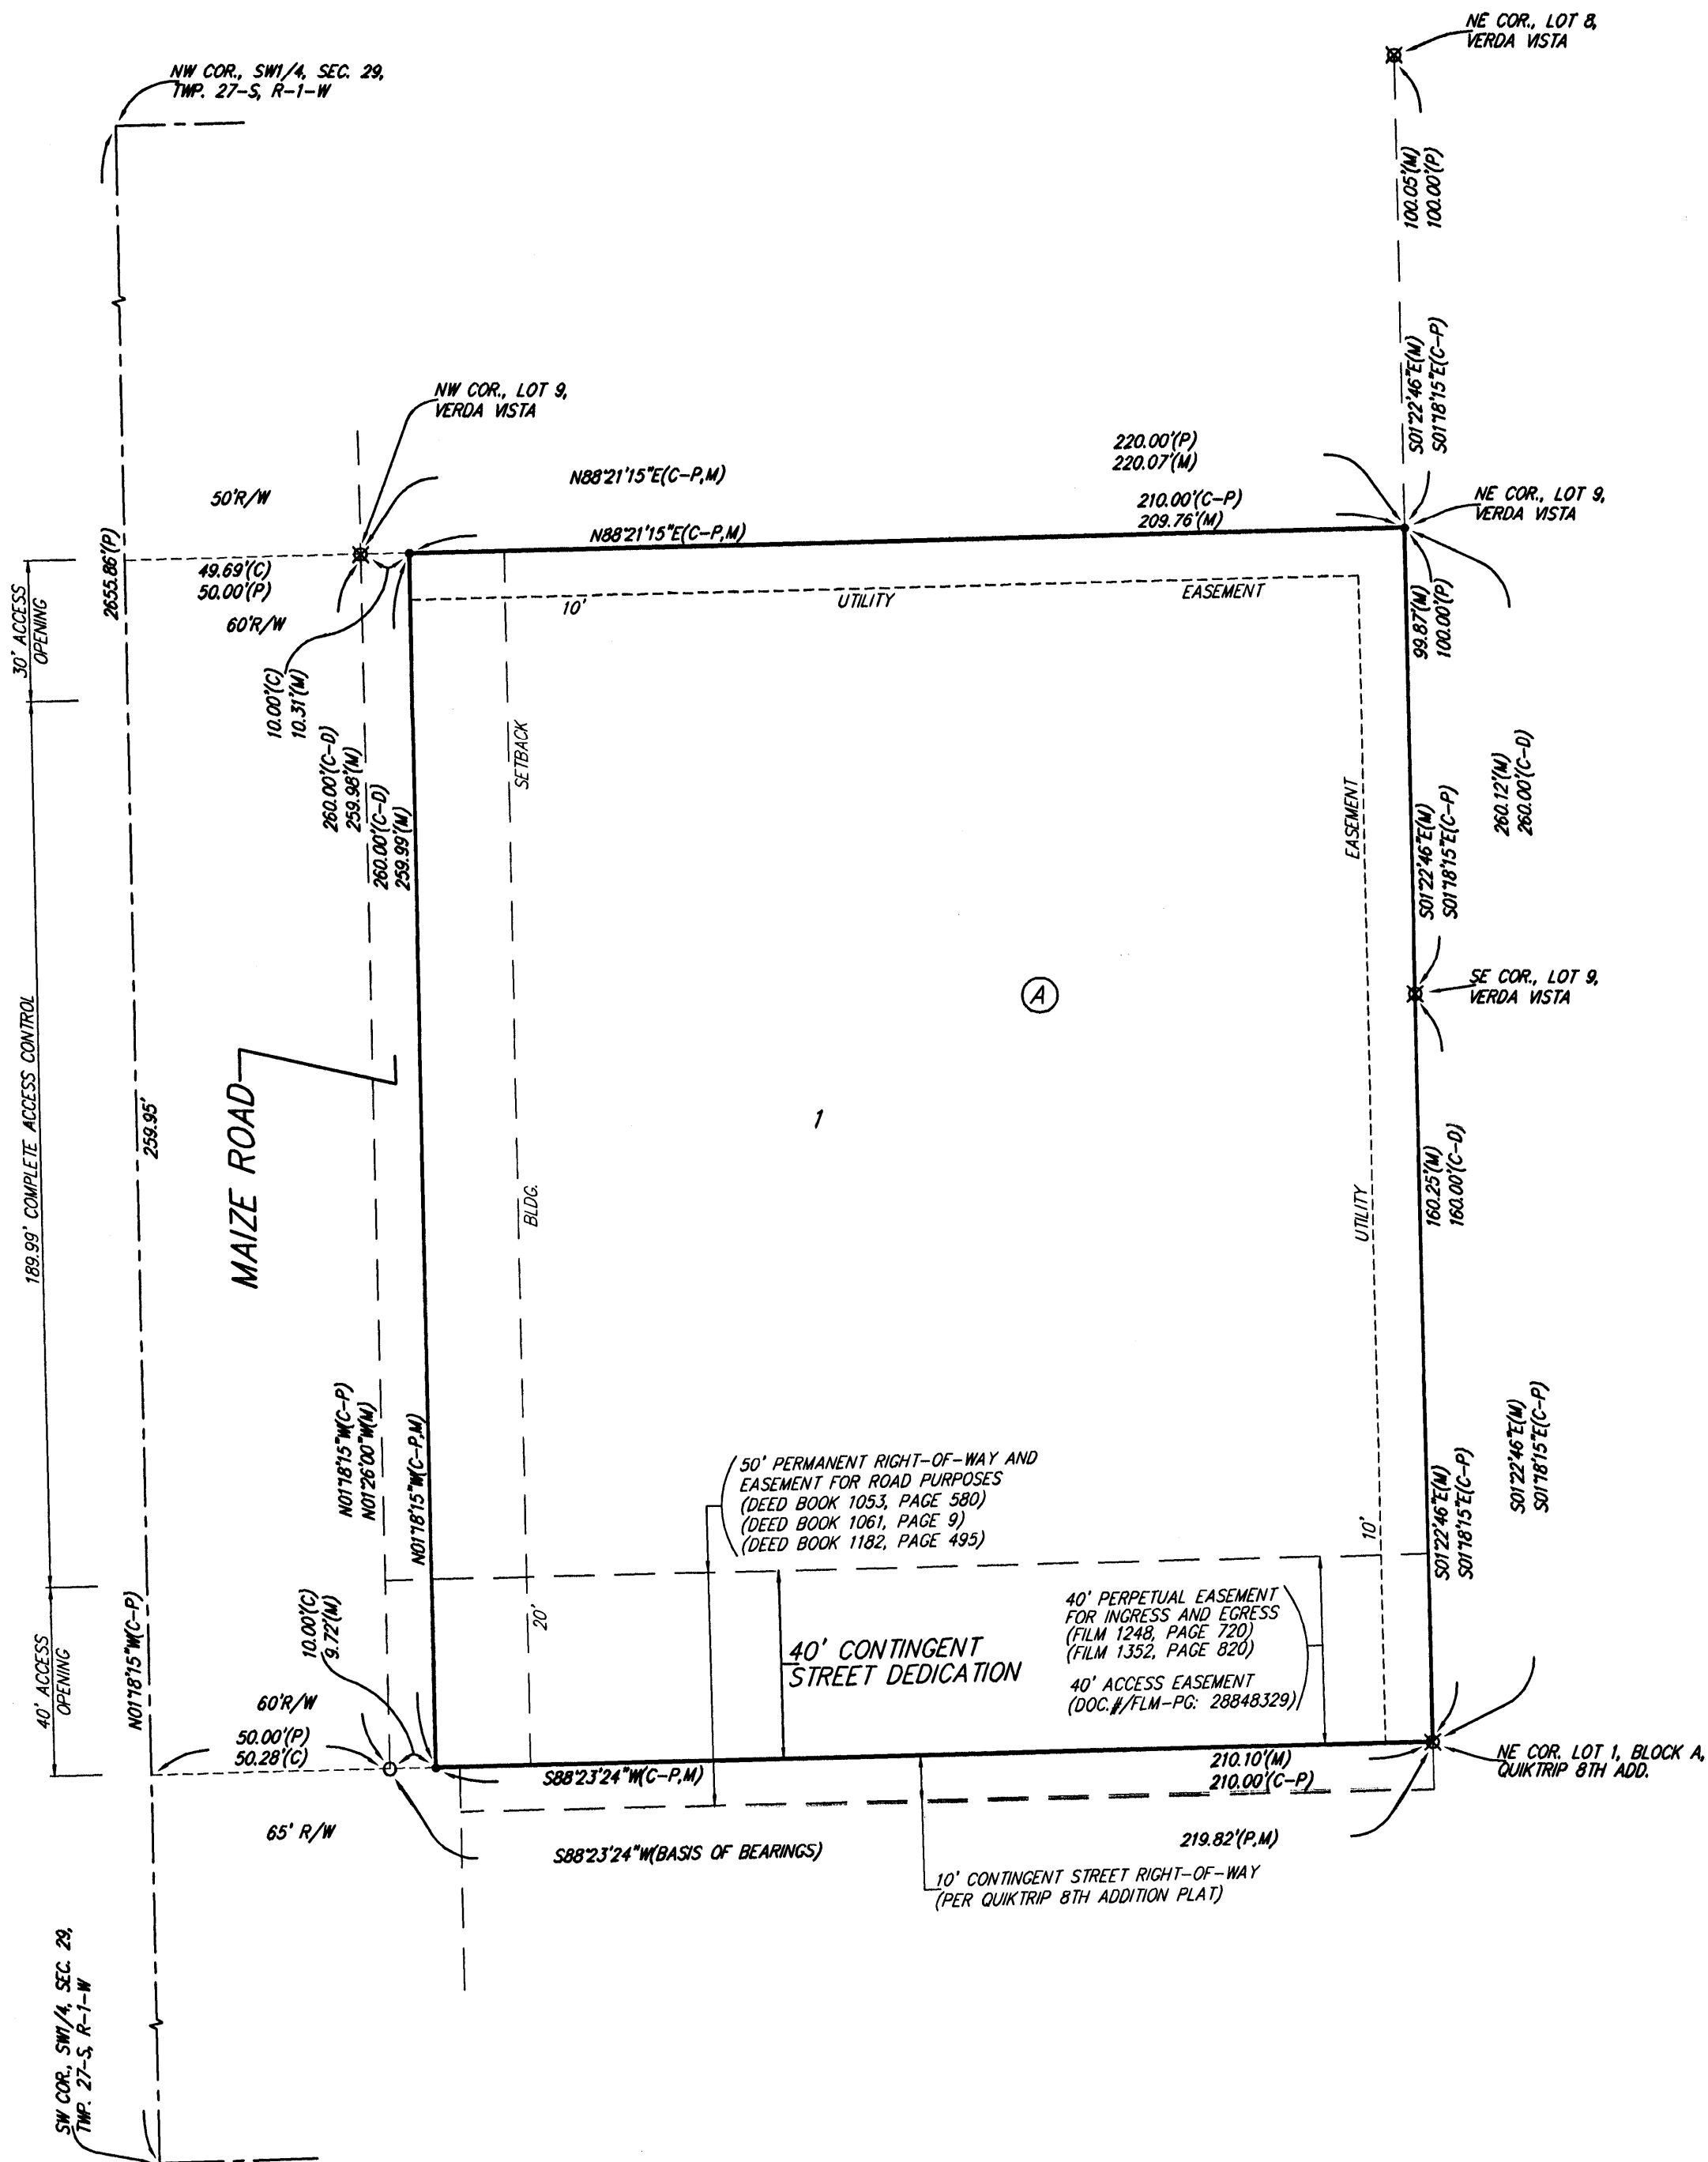 NE COR., LOT 8,
VERDA VISTA
NW COR., SW1/4, SEC. 29,
TWP. 27-S, R-1-W
100.05'(M)
100.00'(P)
S01°22'46"E(M)
S01°18'15"E(C-P)
NW COR., LOT 9,
VERDA VISTA
220.00'(P)
220.07'(M)
N88°21'15"E(C-P,M)
50'R/W
210.00'(C-P)
209.76'(M)
NE COR., LOT 9,
VERDA VISTA
N88°21'15"E(C-P,M)
2655.86'(P)
49.69'(C)
50.00'(P)
60'R/W
30' ACCESS
OPENING
10' UTILITY EASEMENT
99.87'(M)
100.00'(P)
10.00'(C)
10.31'(M)
260.00'(C-D)
259.98'(M)
260.00'(C-D)
259.99'(M)
SETBACK
EASEMENT
260.12'(M)
260.00'(C-D)
S01°22'46"E(M)
S01°18'15"E(C-P)
A
SE COR., LOT 9,
VERDA VISTA
189.99' COMPLETE ACCESS CONTROL
259.95'
MAIZE ROAD
1
BLDG.
UTILITY
160.25'(M)
160.00'(C-D)
N01°18'15"W(C-P)
N01°26'00"W(M)
N01°18'15"W(C-P,M)
50' PERMANENT RIGHT-OF-WAY AND
EASEMENT FOR ROAD PURPOSES
(DEED BOOK 1053, PAGE 580)
(DEED BOOK 1061, PAGE 9)
(DEED BOOK 1182, PAGE 495)
10'
S01°22'46"E(M)
S01°18'15"E(C-P)
S01°22'46"E(M)
S01°18'15"E(C-P)
40' ACCESS
OPENING
N01°18'15"W(C-P)
10.00'(C)
9.72'(M)
20'
40' CONTINGENT
STREET DEDICATION
40' PERPETUAL EASEMENT
FOR INGRESS AND EGRESS
(FILM 1248, PAGE 720)
(FILM 1352, PAGE 820)
40' ACCESS EASEMENT
(DOC.#/FLM-PG: 28848329)
60'R/W
50.00'(P)
50.28'(C)
S88°23'24"W(C-P,M)
210.10'(M)
210.00'(C-P)
NE COR. LOT 1, BLOCK A,
QUIKTRIP 8TH ADD.
65' R/W
S88°23'24"W(BASIS OF BEARINGS)
219.82'(P,M)
10' CONTINGENT STREET RIGHT-OF-WAY
(PER QUIKTRIP 8TH ADDITION PLAT)
SW COR., SW1/4, SEC. 29,
TWP. 27-S, R-1-W